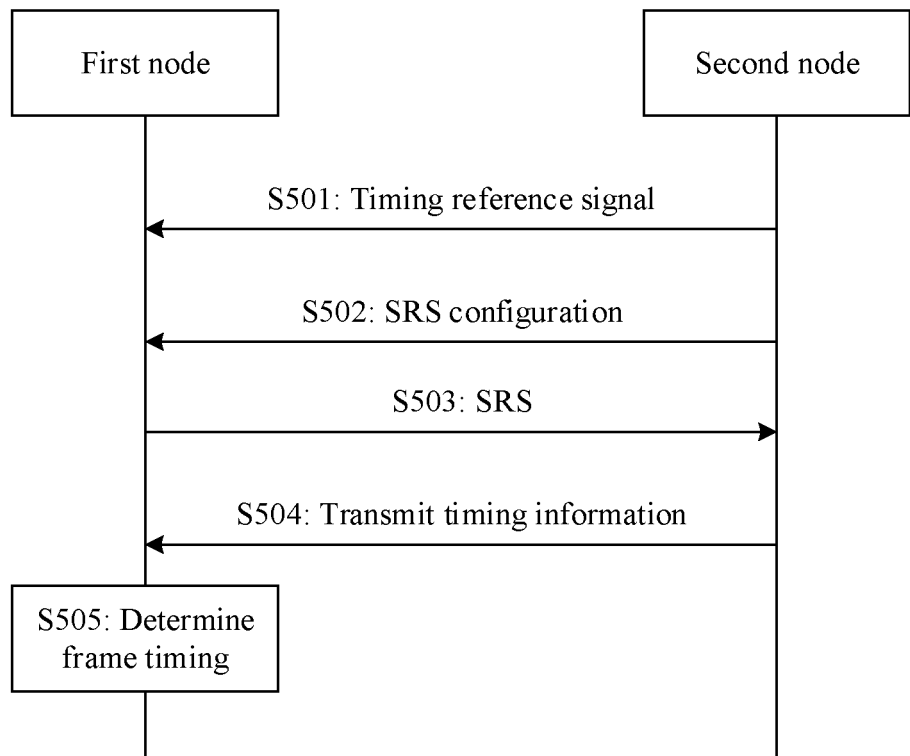 First node
Second node
S501: Timing reference signal
S502: SRS configuration
S503: SRS
S504: Transmit timing information
S505: Determine
frame timing